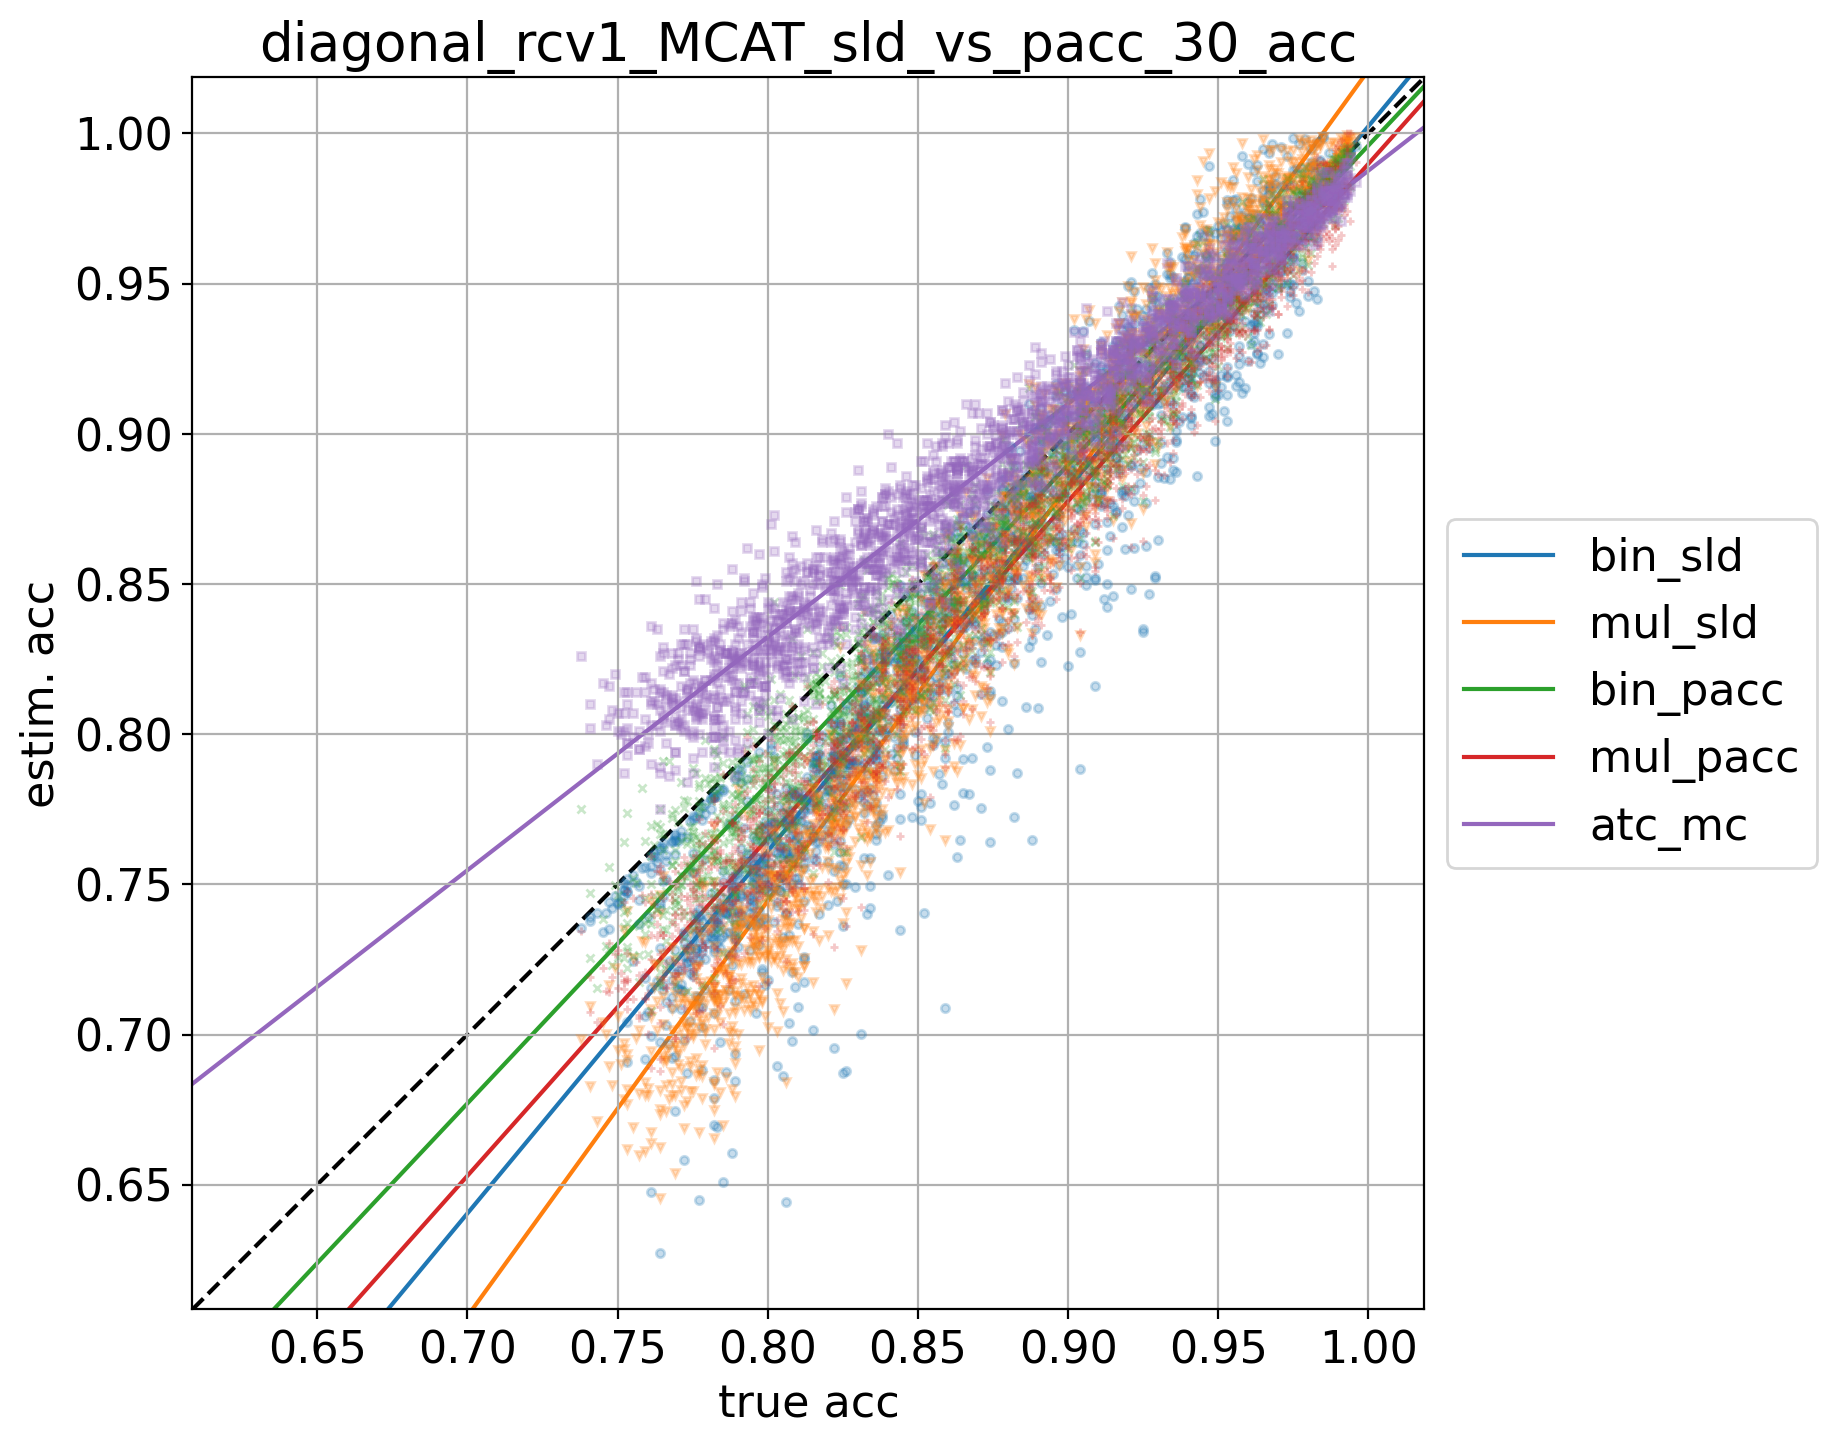 diagonal_rcv1_MCAT_sld_vs_pacc_30_acc
estim. acc
1.00
0.95
0.90
0.85
0.80
0.75
0.70
0.65
0.65 0.70 0.75 0.80 0.85 0.90 0.95 1.00
true acc
bin_sld
mul_sld
bin_pacc
mul_pacc
atc_mc